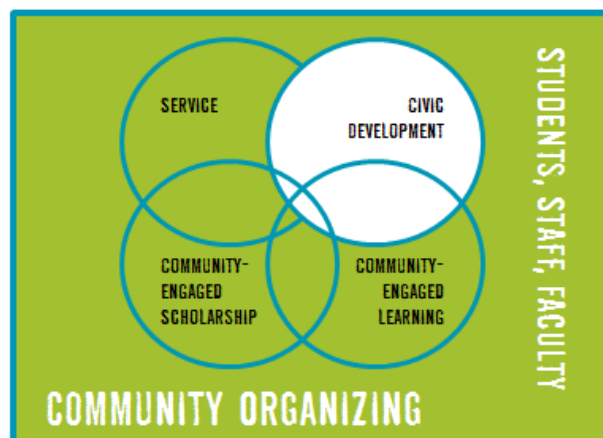 SERVICE
CIVIC
DEVELOPMENT
COMMUNITY-
ENGAGED
SCHOLARSHIP
COMMUNITY-
ENGAGED
LEARNING
STUDENTS, STAFF, FACULTY
COMMUNITY ORGANIZING